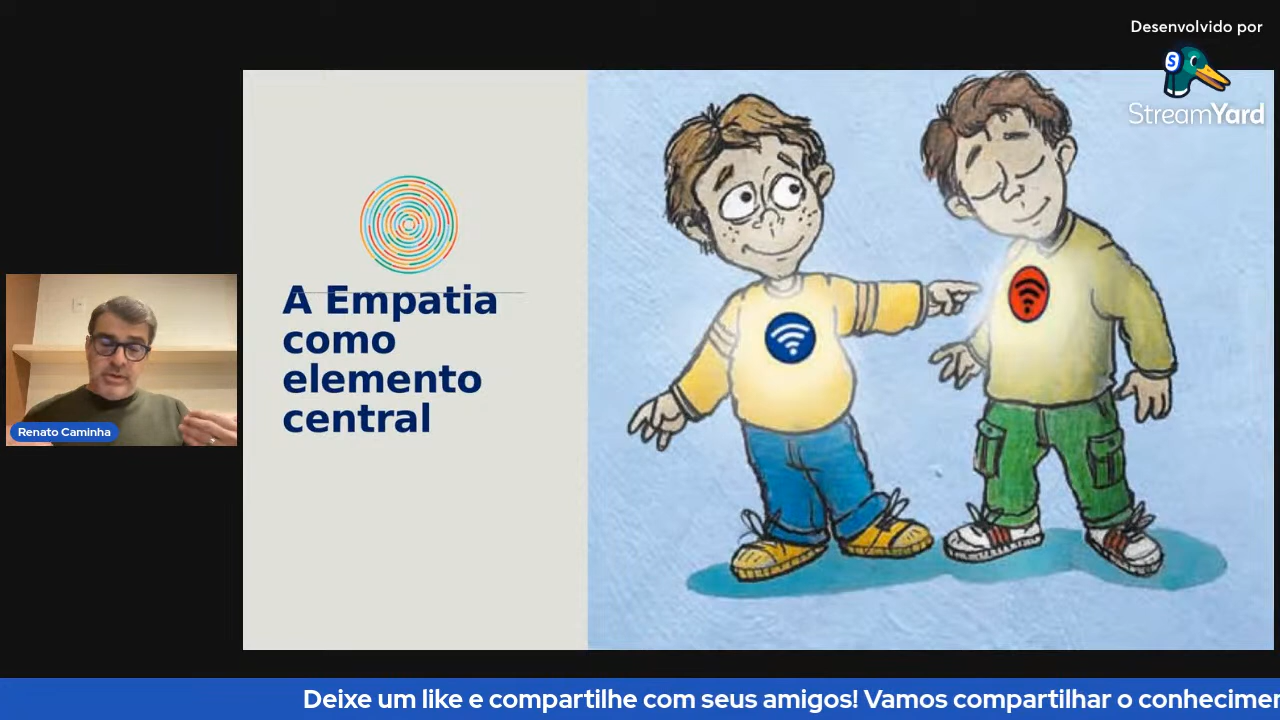 Desenvolvido por
S
StreamYard
A Empatia
como
elemento
central
Renato Caminha
Deixe um like e compartilhe com seus amigos! Vamos compartilhar o conhecimen